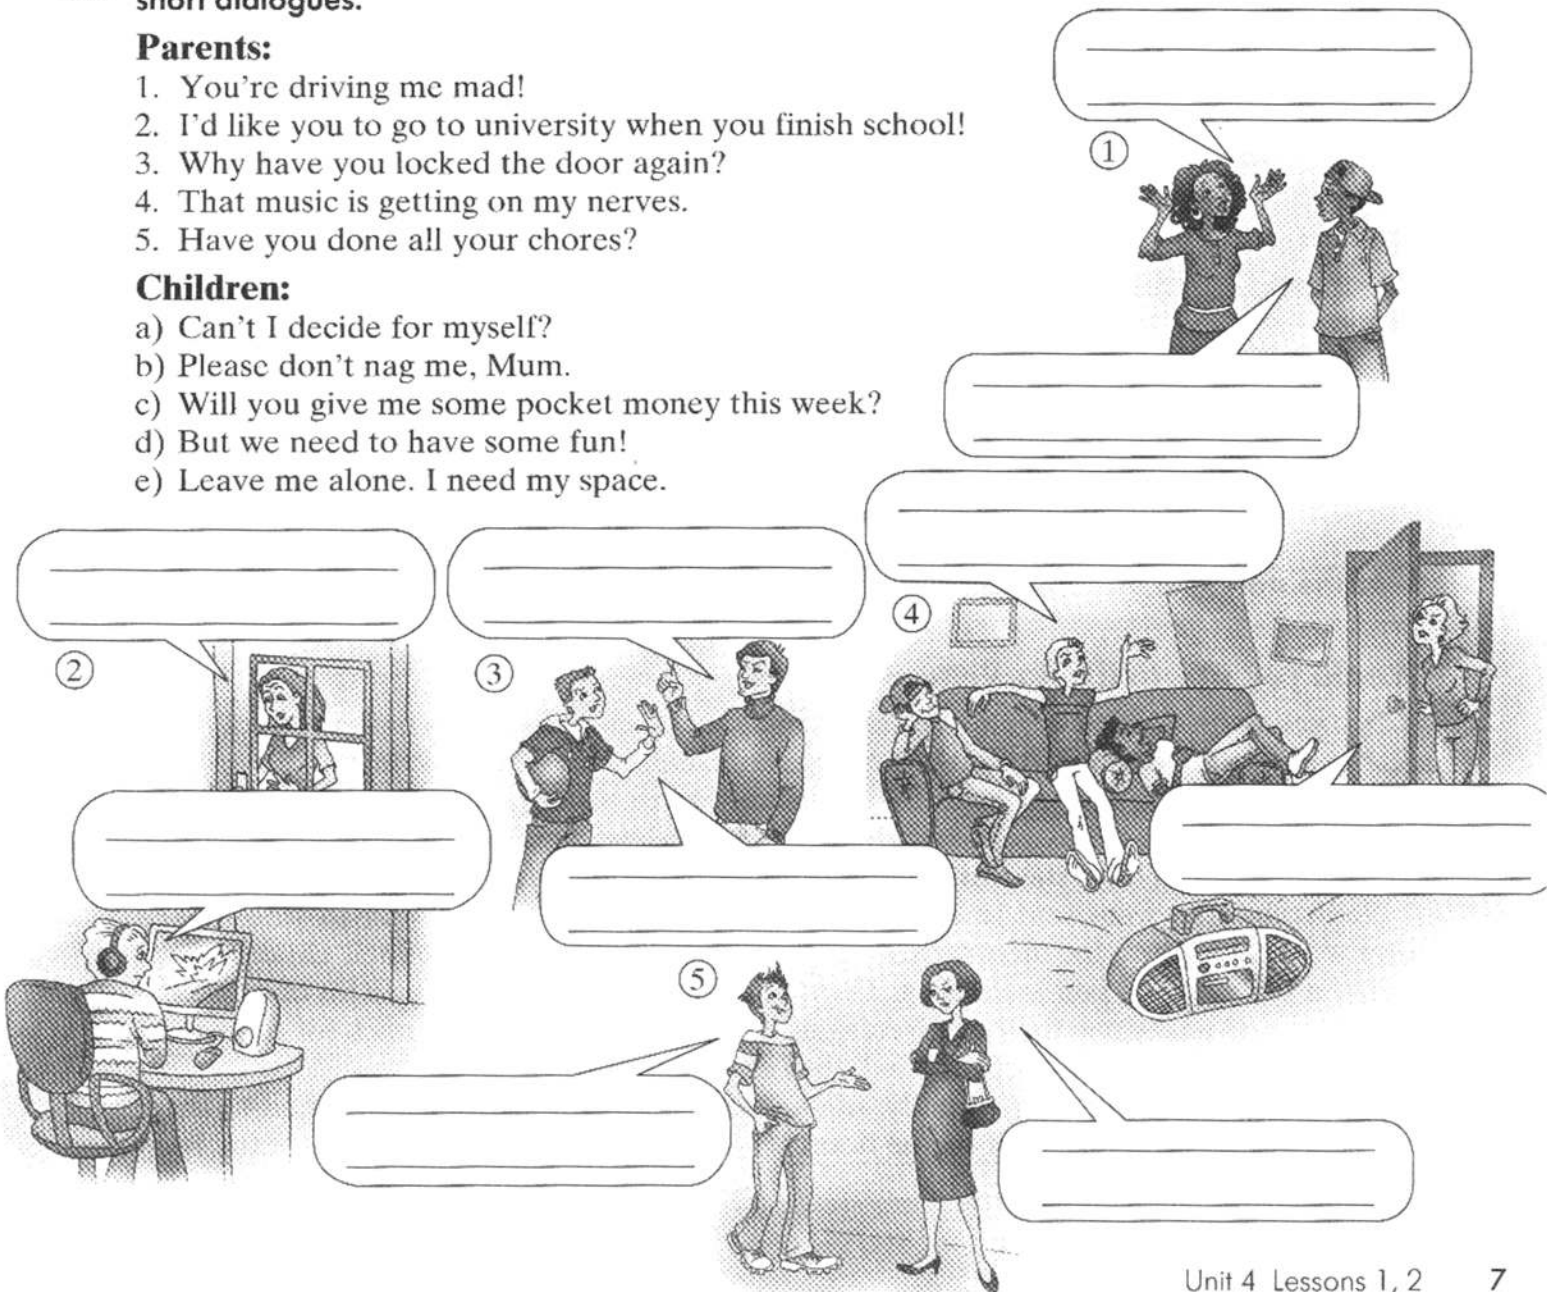 short dialogues.
Parents:
1. You're driving me mad!
2. I'd like you to go to university when you finish school!
3. Why have you locked the door again?
4. That music is getting on my nerves.
5. Have you done all your chores?
Children:
a) Can't I decide for myself?
b) Please don't nag me, Mum.
c) Will you give me some pocket money this week?
d) But we need to have some fun!
e) Leave me alone. I need my space.
1
2
3
4
5
Unit 4 Lessons 1, 2 7